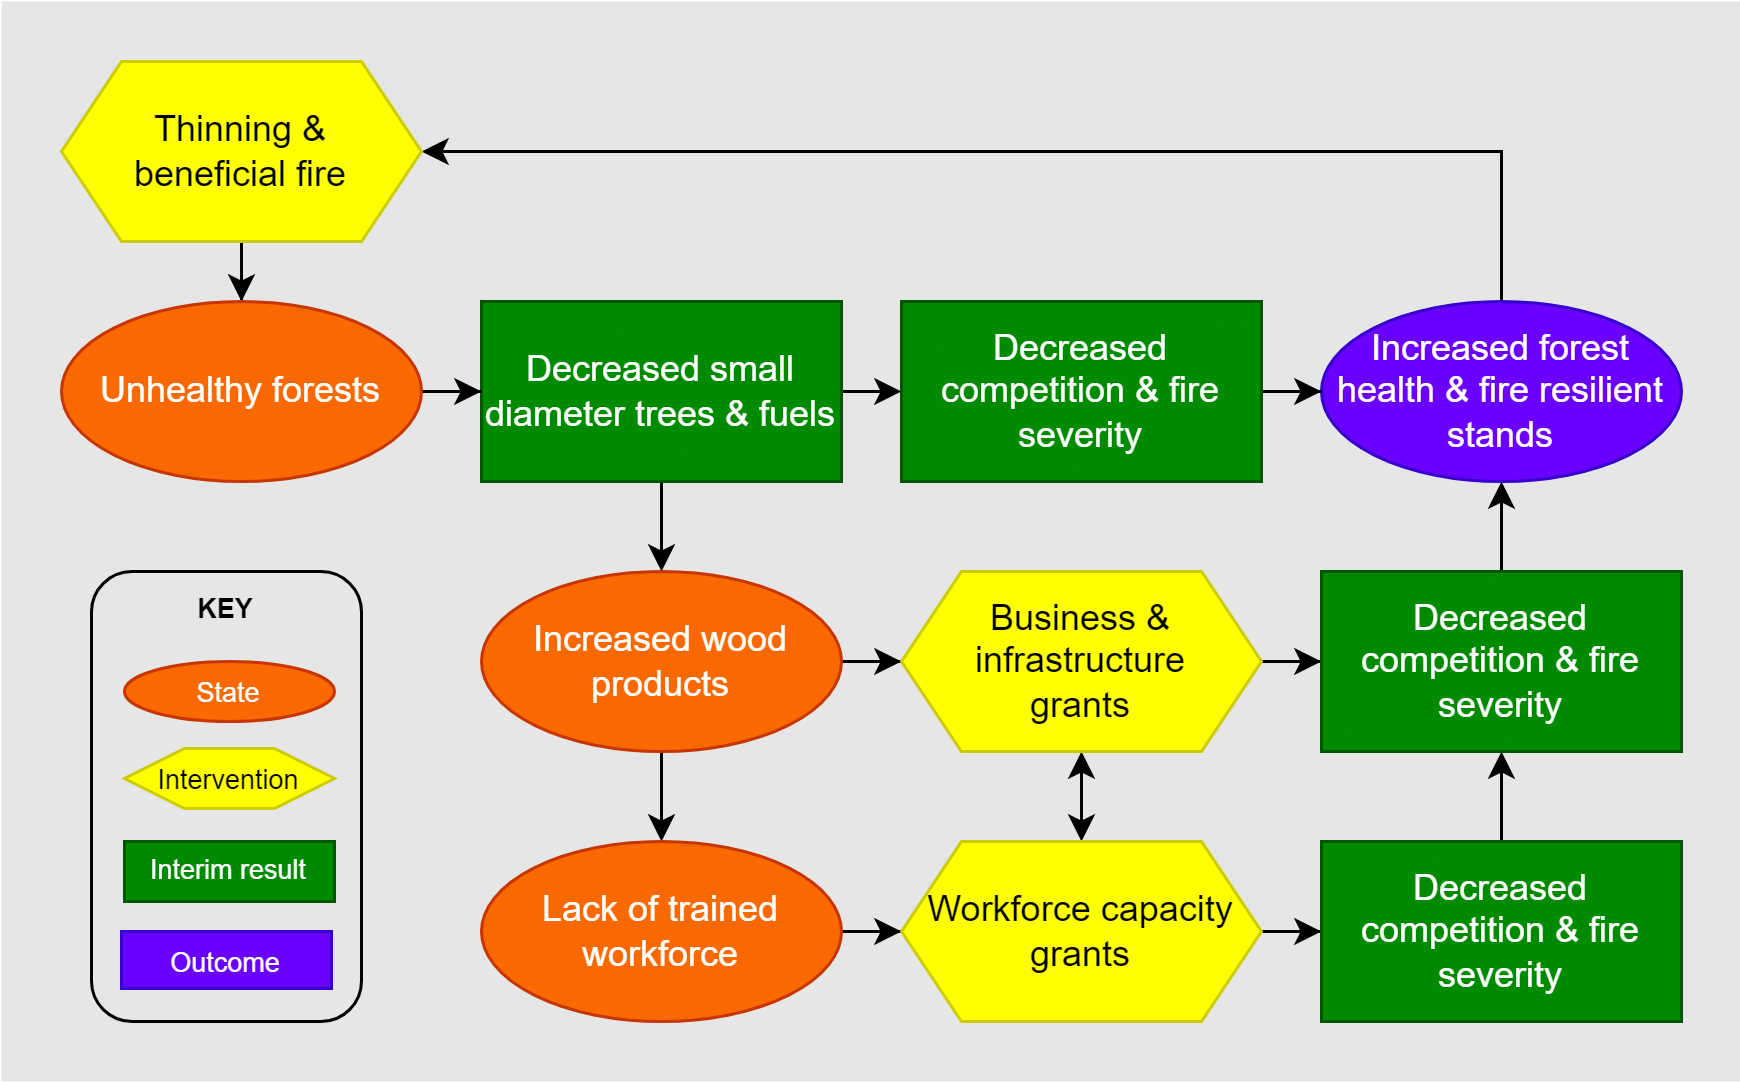 Thinning &
beneficial fire
Unhealthy forests
Decreased small
diameter trees & fuels
Decreased
competition & fire
severity
Increased forest
health & fire resilient
stands
KEY
State
Intervention
Interim result
Outcome
Increased wood
products
Business &
infrastructure
grants
Decreased
competition & fire
severity
Lack of trained
workforce
Workforce capacity
grants
Decreased
competition & fire
severity